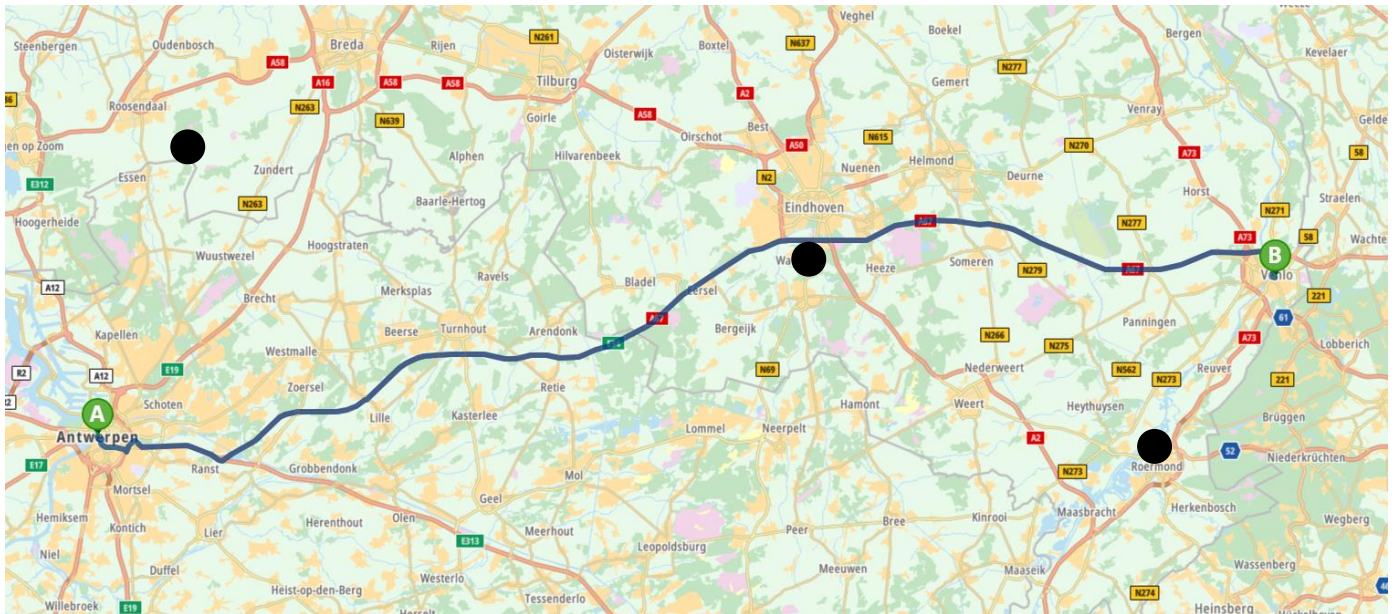 Steenbergen
Oudenbosch
A58
Breda
Rijen
N261
Oisterwijk
Boxtel
Veghel
N637
Boekel
Bergen
Kevelaer
A16
A58
A58
Tilburg
A2
N277
Gemert
Roosendaal
N263
N639
Goirle
A58
Oirschot
Best
A50
N615
Venray
Essen
Zundert
Alphen
Hilvarenbeek
Nuenen
Helmond
N270
Deurne
A73
58
E312
N263
N2
Horst
Straelen
Hoogerheide
Baarle-Hertog
Eindhoven
N277
N271
Hoogstraten
A73
58
Wuustwezel
Someren
B
A12
Merksplas
Ravels
Bladel
Heeze
N279
Venlo
Brecht
Eersel
A67
221
Kapellen
Beerse
Turnhout
Arendonk
Bergeijk
N266
Panningen
61
Westmalle
N275
A73
Lobberich
R2
A12
E19
N69
Nederweert
N562
N273
Reuver
221
Zoersel
Retie
A
Schoten
Lille
Kasterlee
Hamont
Weert
Heythuysen
Brüggen
Antwerpen
Lommel
Neerpelt
A2
52
Niederkrüchten
E17
Ranst
Grobbendonk
Mol
N273
Roermond
Mortsel
Geel
Herkenbosch
Hemiksem
Kontich
Lier
Herenthout
Olen
Meerhout
Peer
Bree
Kinrooi
Maasbracht
Wegberg
Niel
E313
Leopoldsburg
Duffel
Westerlo
Meeuwen
Maaseik
Wassenberg
Willebroek
E19
Heist-op-den-Berg
Tessenderlo
N274
Heinsberg